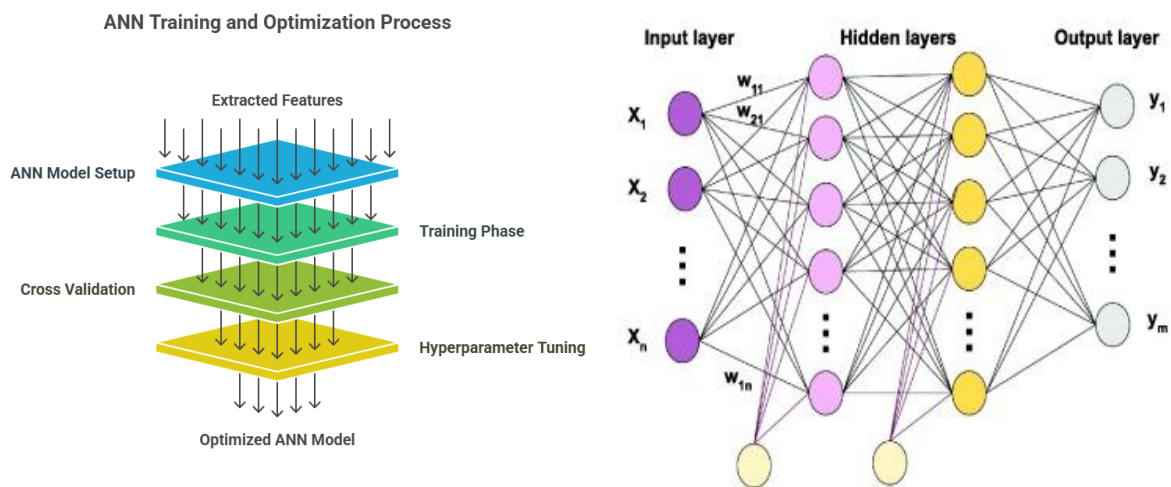 ANN Training and Optimization Process
Extracted Features
ANN Model Setup
Training Phase
Cross Validation
Hyperparameter Tuning
Optimized ANN Model
Input layer
Hidden layers
Output layer
w11
w21
w1n
X1
X2
Xn
y1
y2
ym